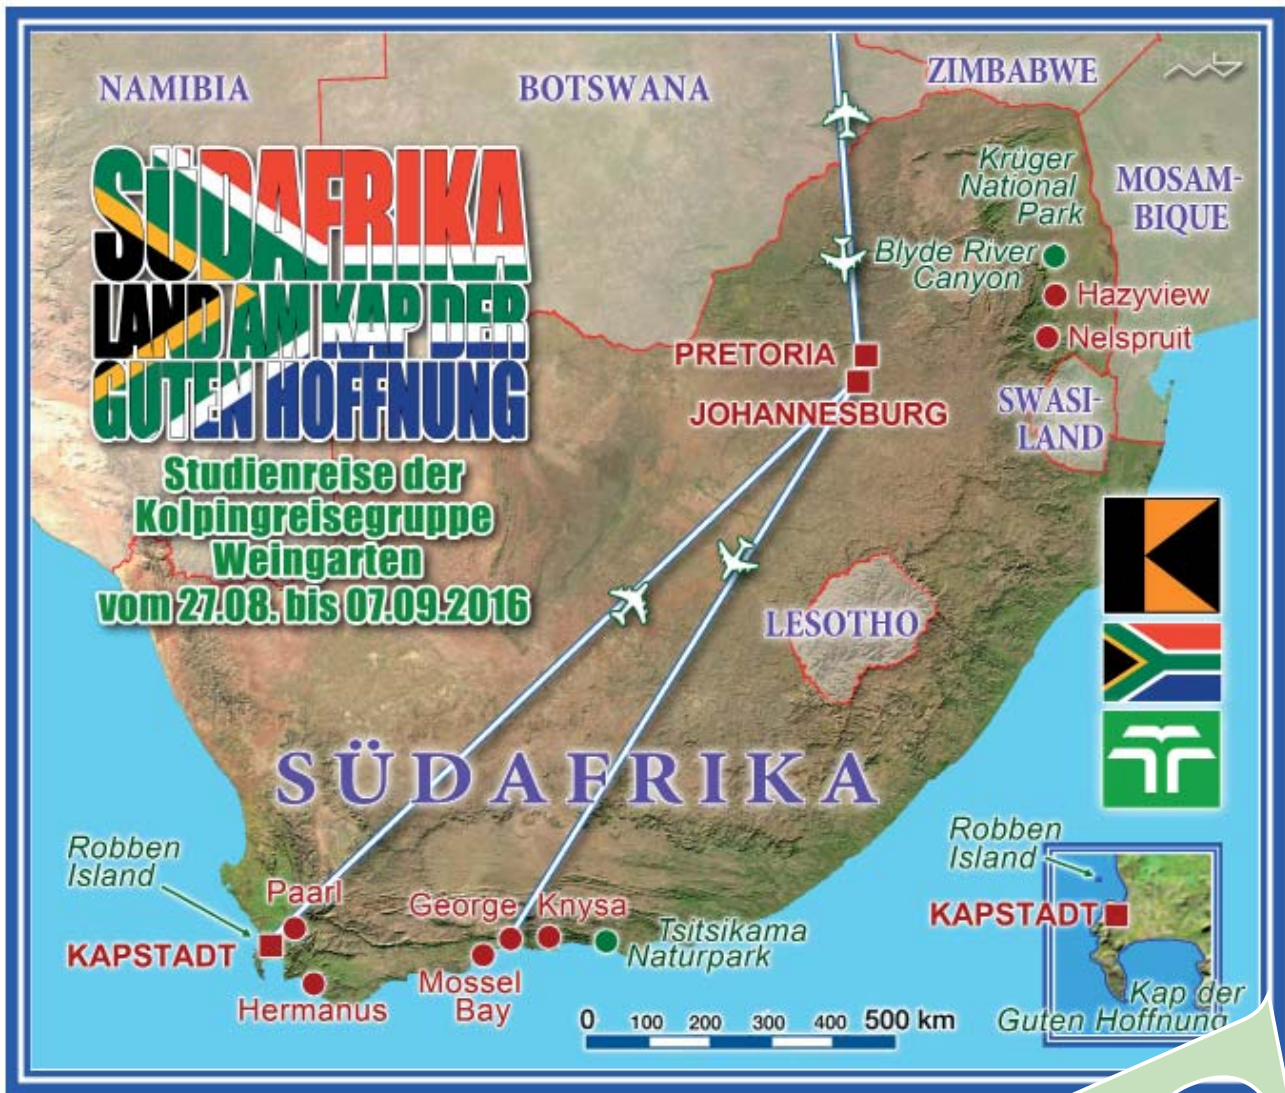 NAMIBIA
BOTSWANA
ZIMBABWE
SÜDAFRIKA
LAND AM KAP DER
GUTEN HOFFNUNG
Studienreise der
Kolpingreisegruppe
Weingarten
vom 27.08. bis 07.09.2016
Krüger
National
Park
MOSAM-
BIQUE
Blyde River
Canyon
Hazyview
Nelspruit
PRETORIA
JOHANNESBURG
SWASI-
LAND
LESOTHO
SÜDAFRIKA
Robben
Island
Paarl
KAPSTADT
Hermanus
George
Knysa
Mossel
Bay
Tsitsikama
Naturpark
0 100 200 300 400 500 km
Robben
Island
KAPSTADT
Kap der
Guten Hoffnung